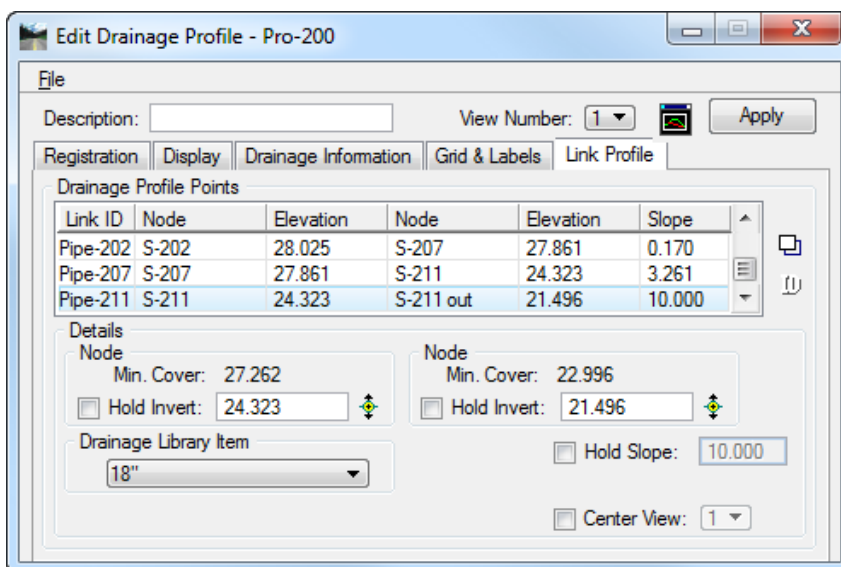 Edit Drainage Profile - Pro-200
File
Description: View Number: 1 Apply
Registration Display Drainage Information Grid & Labels Link Profile
Drainage Profile Points
Link ID Node Elevation Node Elevation Slope
Pipe-202 S-202 28.025 S-207 27.861 0.170
Pipe-207 S-207 27.861 S-211 24.323 3.261
Pipe-211 S-211 24.323 S-211 out 21.496 10.000
Details
Node Node
Min. Cover: 27.262 Min. Cover: 22.996
Hold Invert: 24.323 Hold Invert: 21.496
Drainage Library Item
18" Hold Slope: 10.000
Center View: 1